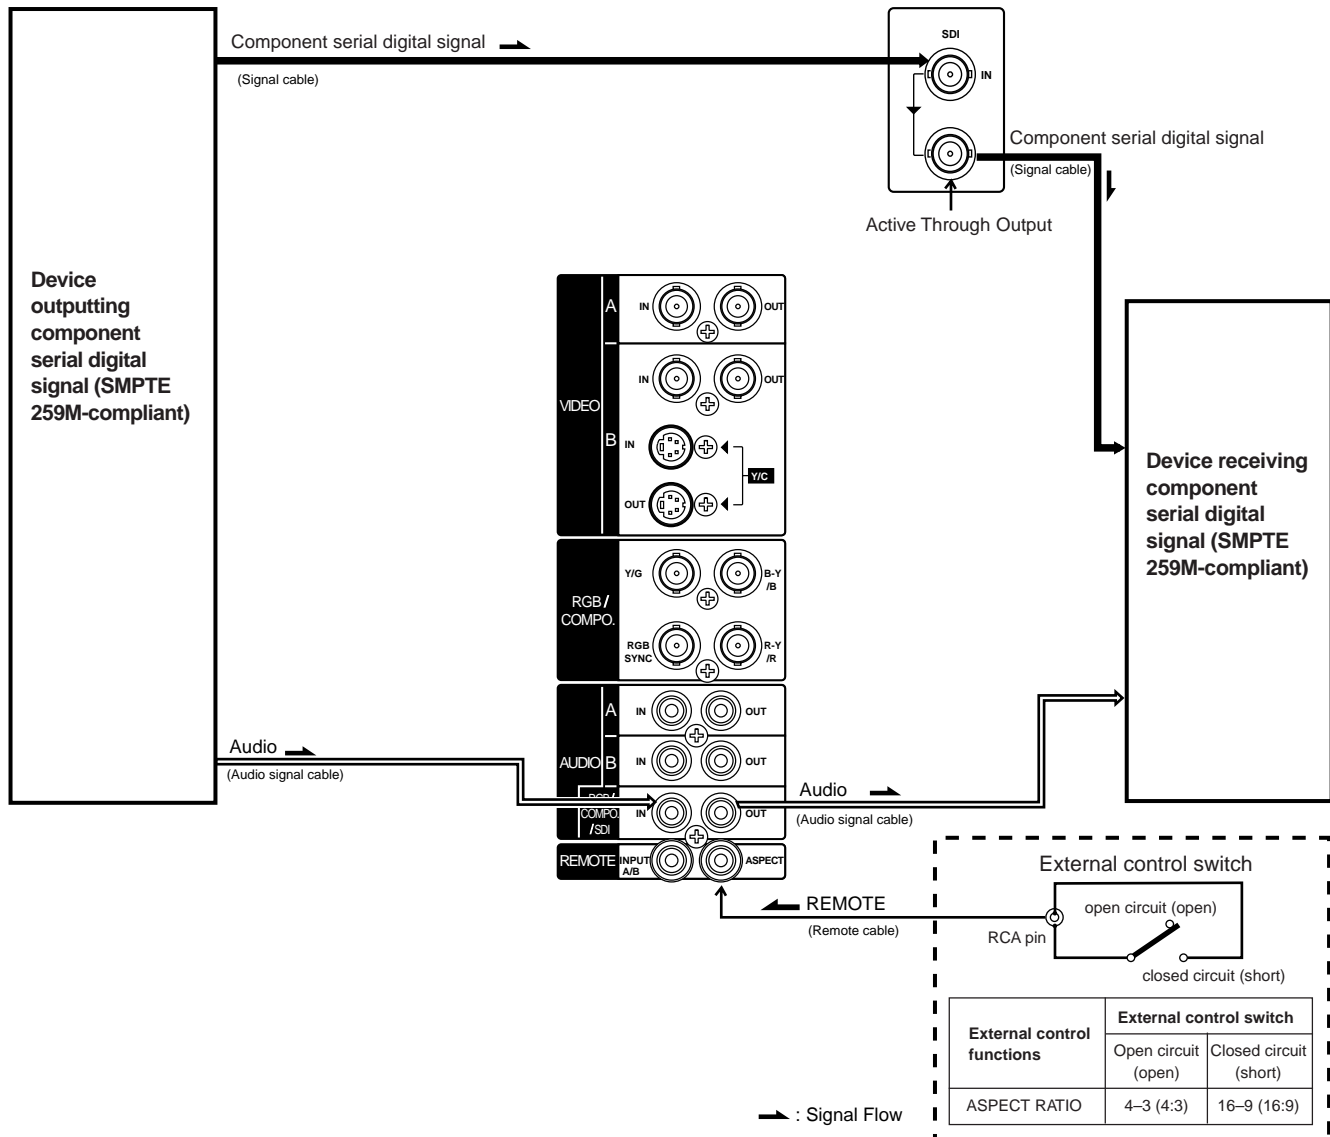 Component serial digital signal
(Signal cable)
SDI
IN
Component serial digital signal
(Signal cable)
Active Through Output
Device
outputting
component
serial digital
signal (SMPTE
259M-compliant)
VIDEO
A
IN
OUT
B
IN
OUT
IN
Y/C
OUT
RGB/
COMPO.
Y/G
B-Y
/B
RGB
SYNC
R-Y
/R
AUDIO
A
IN
OUT
B
IN
OUT
RGB/
COMPO.
/SDI
IN
OUT
REMOTE
INPUT
A/B
ASPECT
Device receiving
component
serial digital
signal (SMPTE
259M-compliant)
Audio
(Audio signal cable)
Audio
(Audio signal cable)
REMOTE
(Remote cable)
External control switch
open circuit (open)
RCA pin
closed circuit (short)
External control
functions
External control switch
Open circuit
(open)
Closed circuit
(short)
ASPECT RATIO
4–3 (4:3)
16–9 (16:9)
: Signal Flow